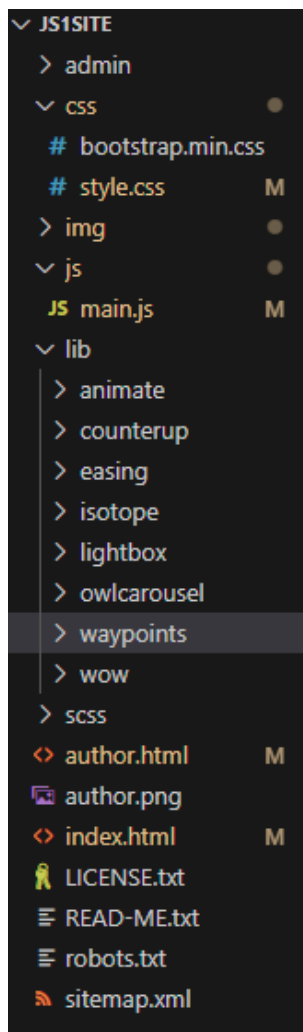 JS1SITE
admin
css
# bootstrap.min.css
# style.css M
img
js
JS main.js M
lib
animate
counterup
easing
isotope
lightbox
owlcarousel
waypoints
wow
scss
<> author.html M
author.png
<> index.html M
LICENSE.txt
READ-ME.txt
robots.txt
sitemap.xml